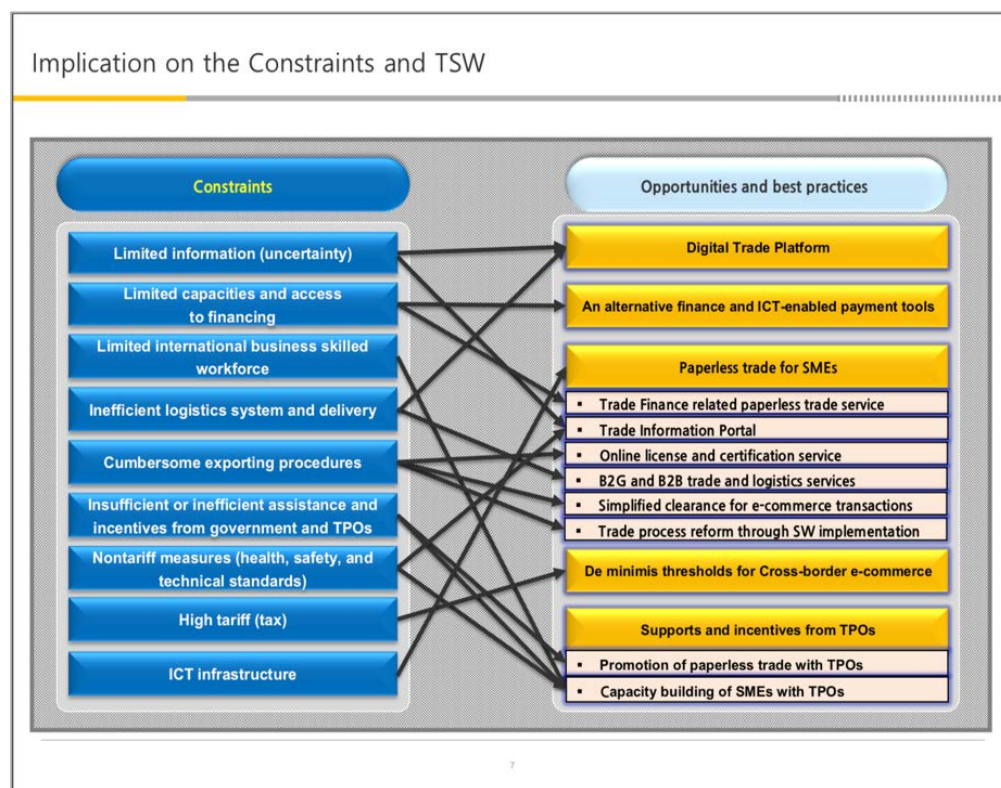 Implication on the Constraints and TSW
Constraints
Limited information (uncertainty)
Limited capacities and access
to financing
Limited international business skilled
workforce
Inefficient logistics system and delivery
Cumbersome exporting procedures
Insufficient or inefficient assistance and
incentives from government and TPOs
Nontariff measures (health, safety, and
technical standards)
High tariff (tax)
ICT infrastructure
Opportunities and best practices
Digital Trade Platform
An alternative finance and ICT-enabled payment tools
Paperless trade for SMEs
▪ Trade Finance related paperless trade service
▪ Trade Information Portal
▪ Online license and certification service
▪ B2G and B2B trade and logistics services
▪ Simplified clearance for e-commerce transactions
▪ Trade process reform through SW implementation
De minimis thresholds for Cross-border e-commerce
Supports and incentives from TPOs
▪ Promotion of paperless trade with TPOs
▪ Capacity building of SMEs with TPOs
7